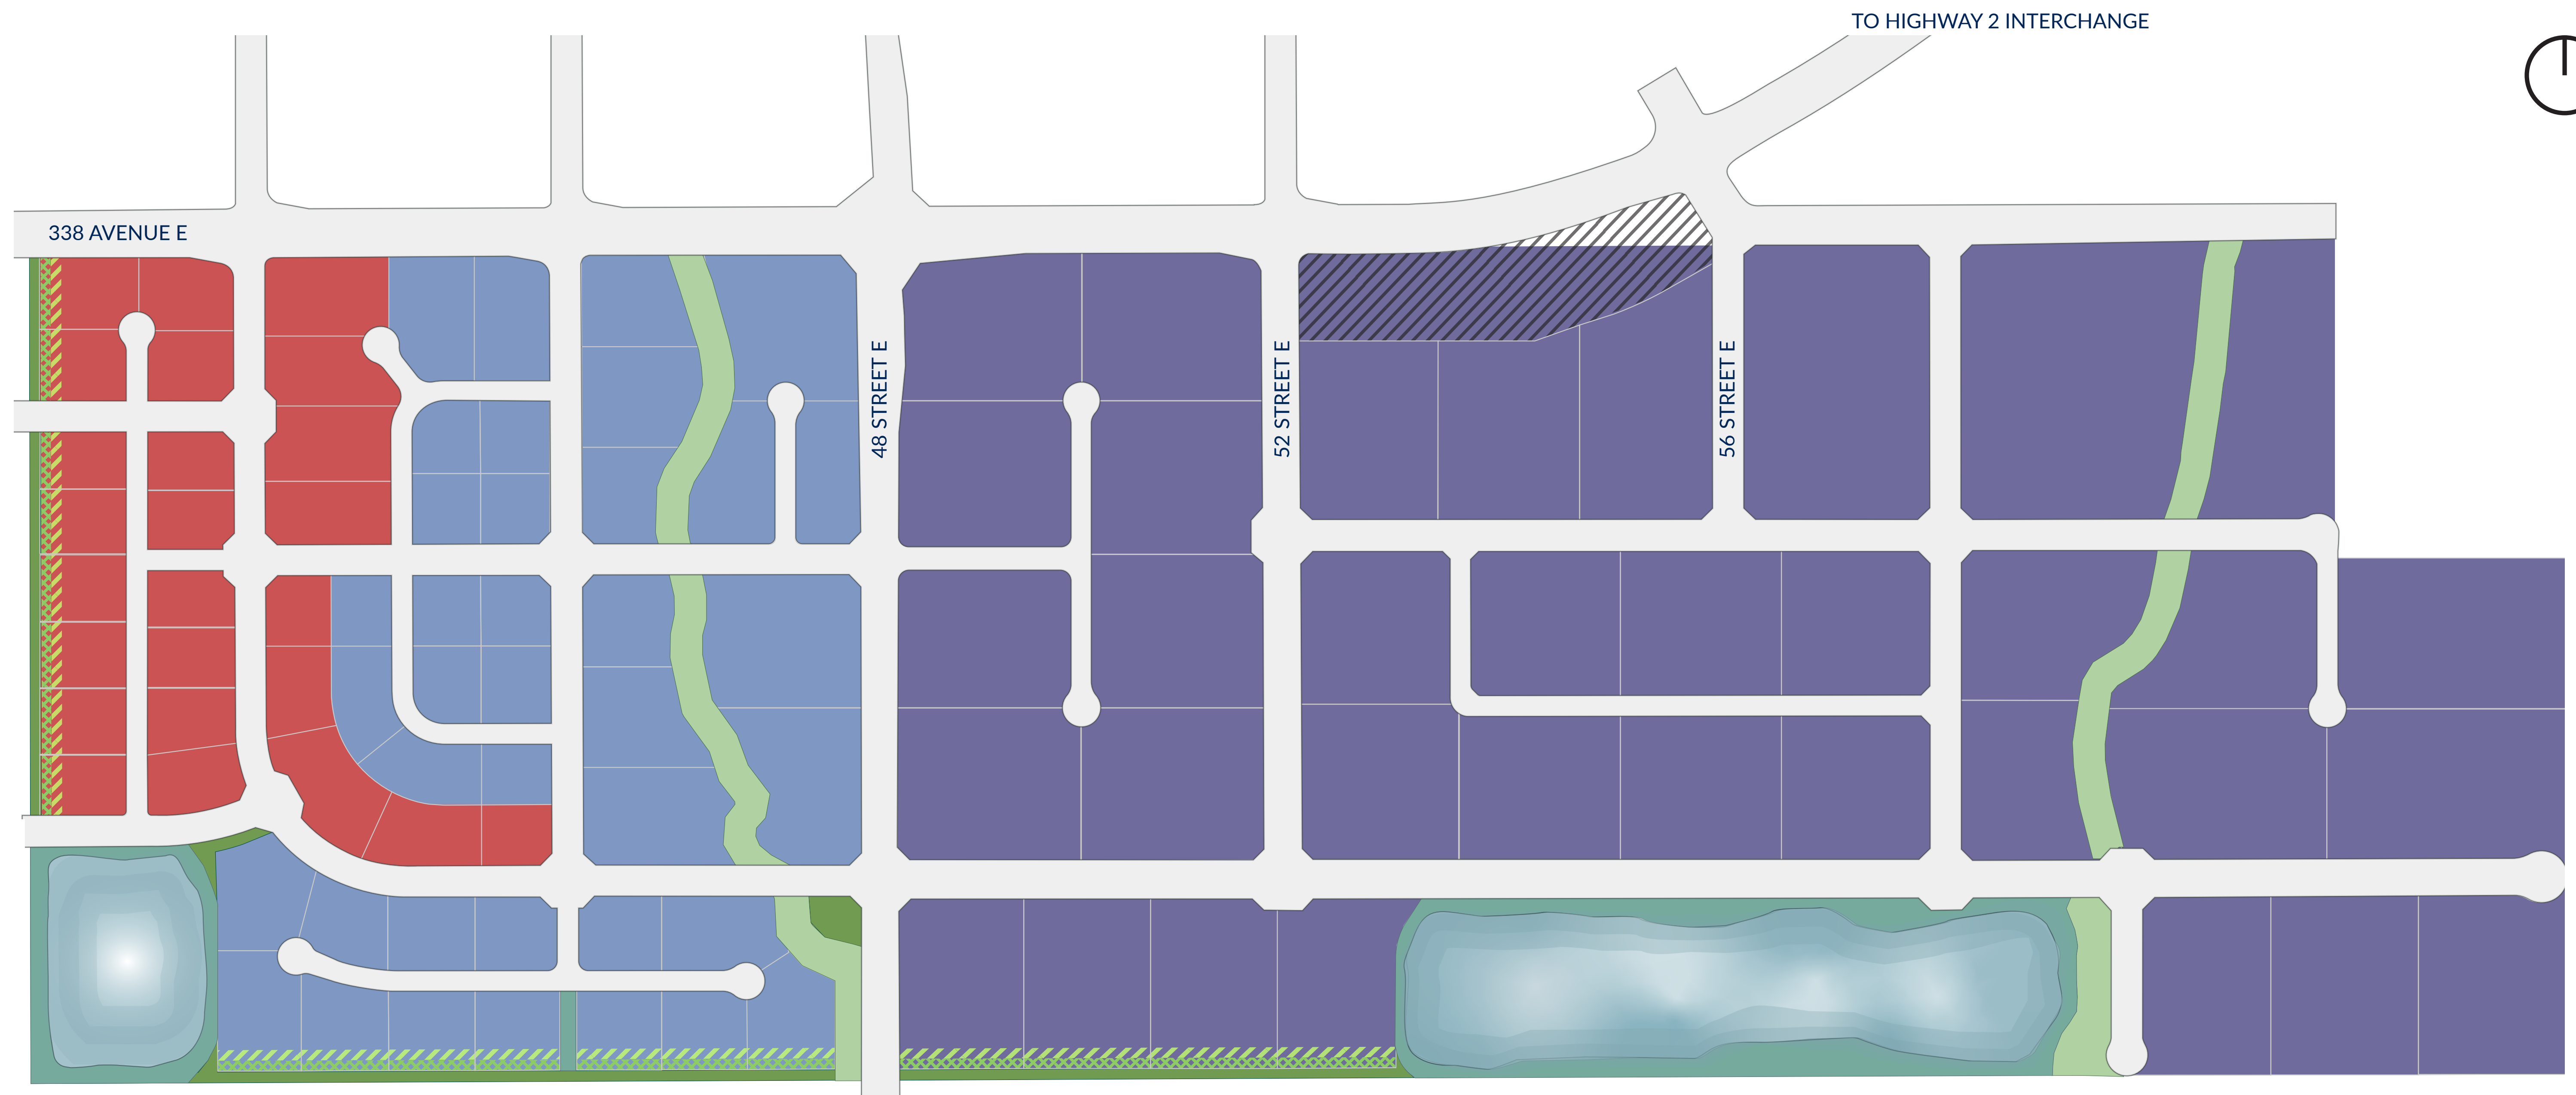 TO HIGHWAY 2 INTERCHANGE
338 AVENUE E
48 STREET E
52 STREET E
56 STREET E